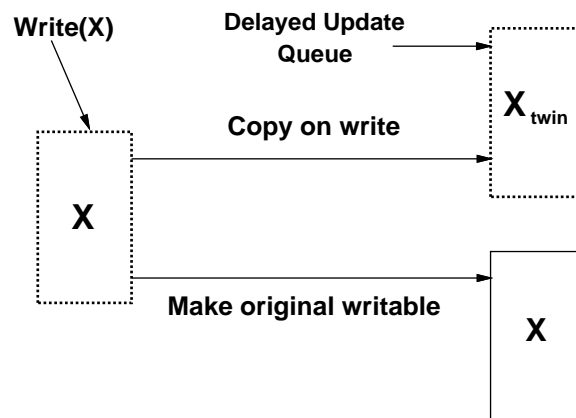 Write(X)
Delayed Update
Queue
X twin
Copy on write
X
Make original writable
X